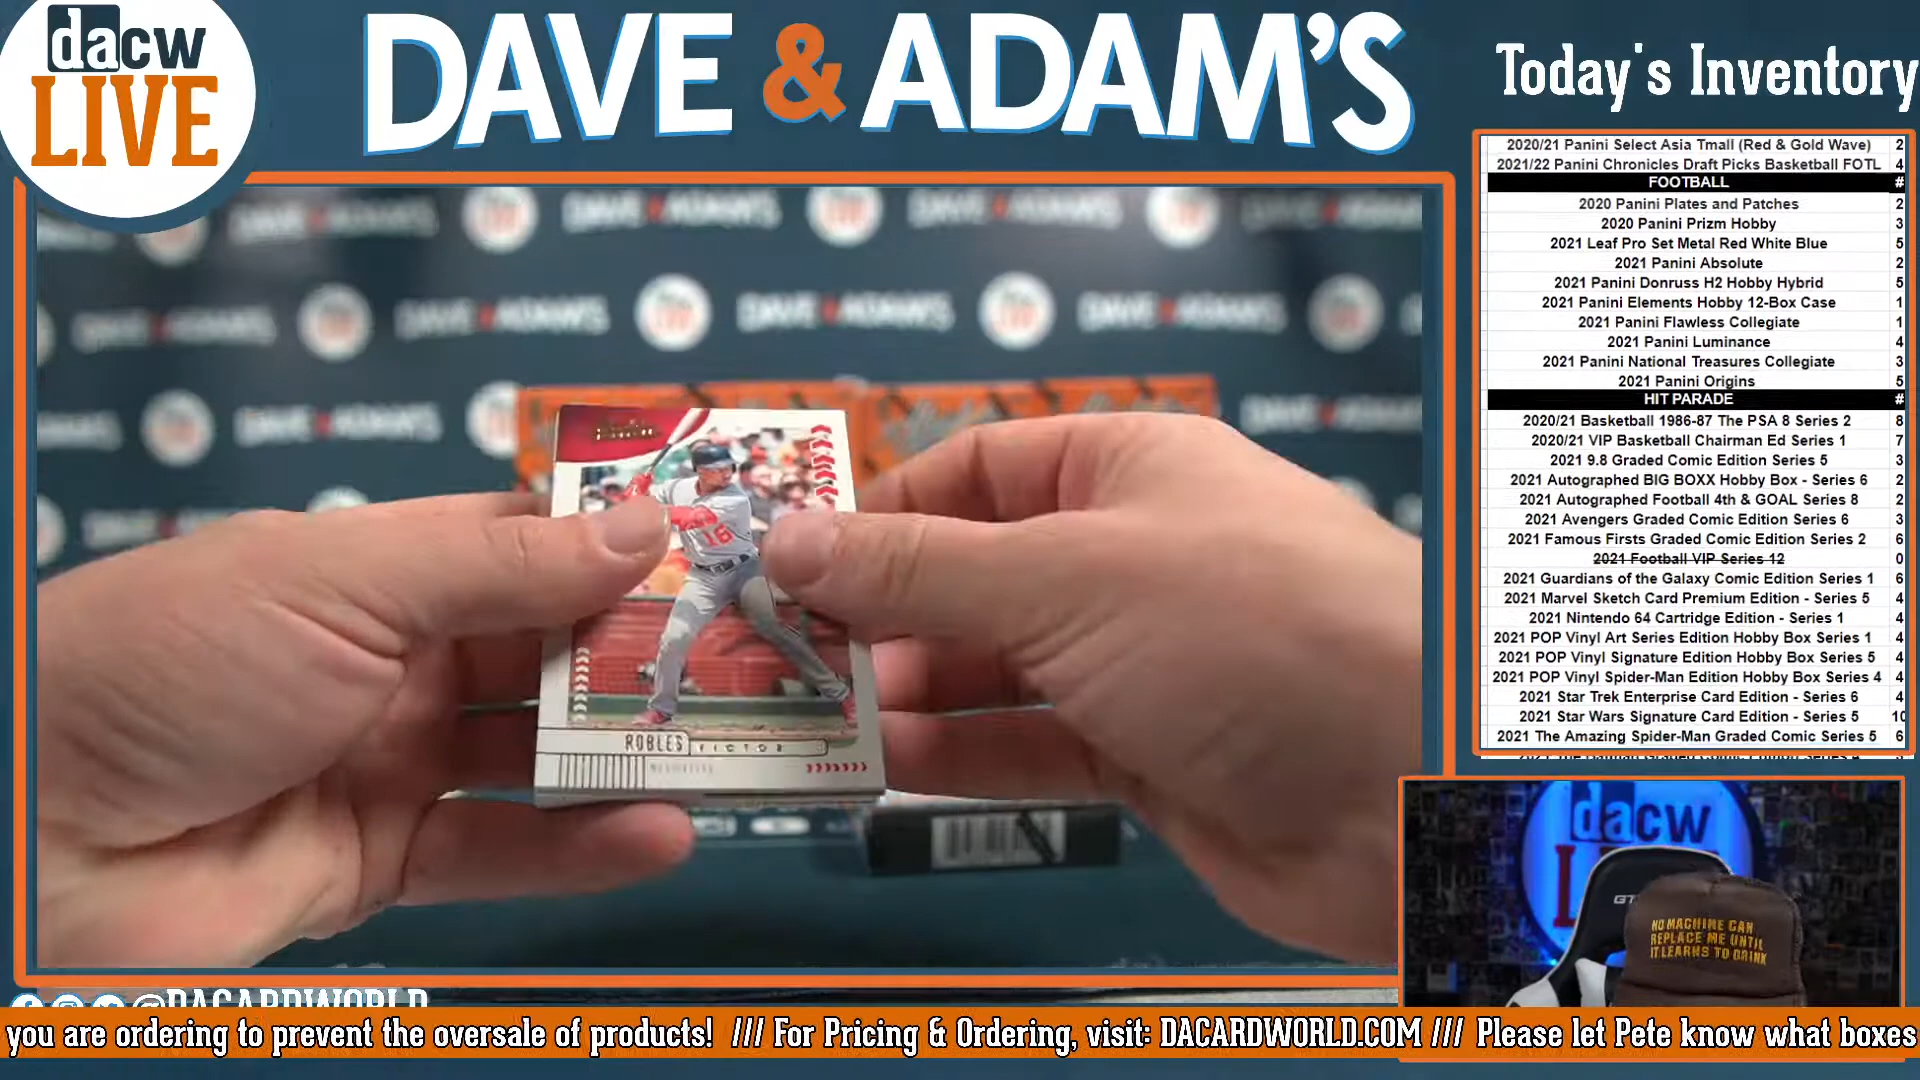 dacw
LIVE
DAVE & ADAM'S
Today's Inventory
2020/21 Panini Select Asia Tmall (Red & Gold Wave) 2
2021/22 Panini Chronicles Draft Picks Basketball FOTL 4
FOOTBALL #
2020 Panini Plates and Patches 2
2020 Panini Prizm Hobby 3
2021 Leaf Pro Set Metal Red White Blue 5
2021 Panini Absolute 2
2021 Panini Donruss H2 Hobby Hybrid 5
2021 Panini Elements Hobby 12-Box Case 1
2021 Panini Flawless Collegiate 1
2021 Panini Luminance 4
2021 Panini National Treasures Collegiate 3
2021 Panini Origins 5
HIT PARADE #
2020/21 Basketball 1986-87 The PSA 8 Series 2 8
2020/21 VIP Basketball Chairman Ed Series 1 7
2021 9.8 Graded Comic Edition Series 5 3
2021 Autographed BIG BOXX Hobby Box - Series 6 2
2021 Autographed Football 4th & GOAL Series 8 2
2021 Avengers Graded Comic Edition Series 6 3
2021 Famous Firsts Graded Comic Edition Series 2 6
2021 Football VIP Series 12 0
2021 Guardians of the Galaxy Comic Edition Series 1 6
2021 Marvel Sketch Card Premium Edition - Series 5 4
2021 Nintendo 64 Cartridge Edition - Series 1 4
2021 POP Vinyl Art Series Edition Hobby Box Series 1 4
2021 POP Vinyl Signature Edition Hobby Box Series 5 4
2021 POP Vinyl Spider-Man Edition Hobby Box Series 4 4
2021 Star Trek Enterprise Card Edition - Series 6 4
2021 Star Wars Signature Card Edition - Series 5 10
2021 The Amazing Spider-Man Graded Comic Series 5 6
DAVE & ADAM'S
DAVE & ADAM'S
DAVE & ADAM'S
DAVE & ADAM'S
16
ROBLES VICTOR
dacw
GT
NO MACHINE CAN
REPLACE ME UNTIL
IT LEARNS TO DRINK
@DACARDWORLD
you are ordering to prevent the oversale of products! /// For Pricing & Ordering, visit: DACARDWORLD.COM /// Please let Pete know what boxes